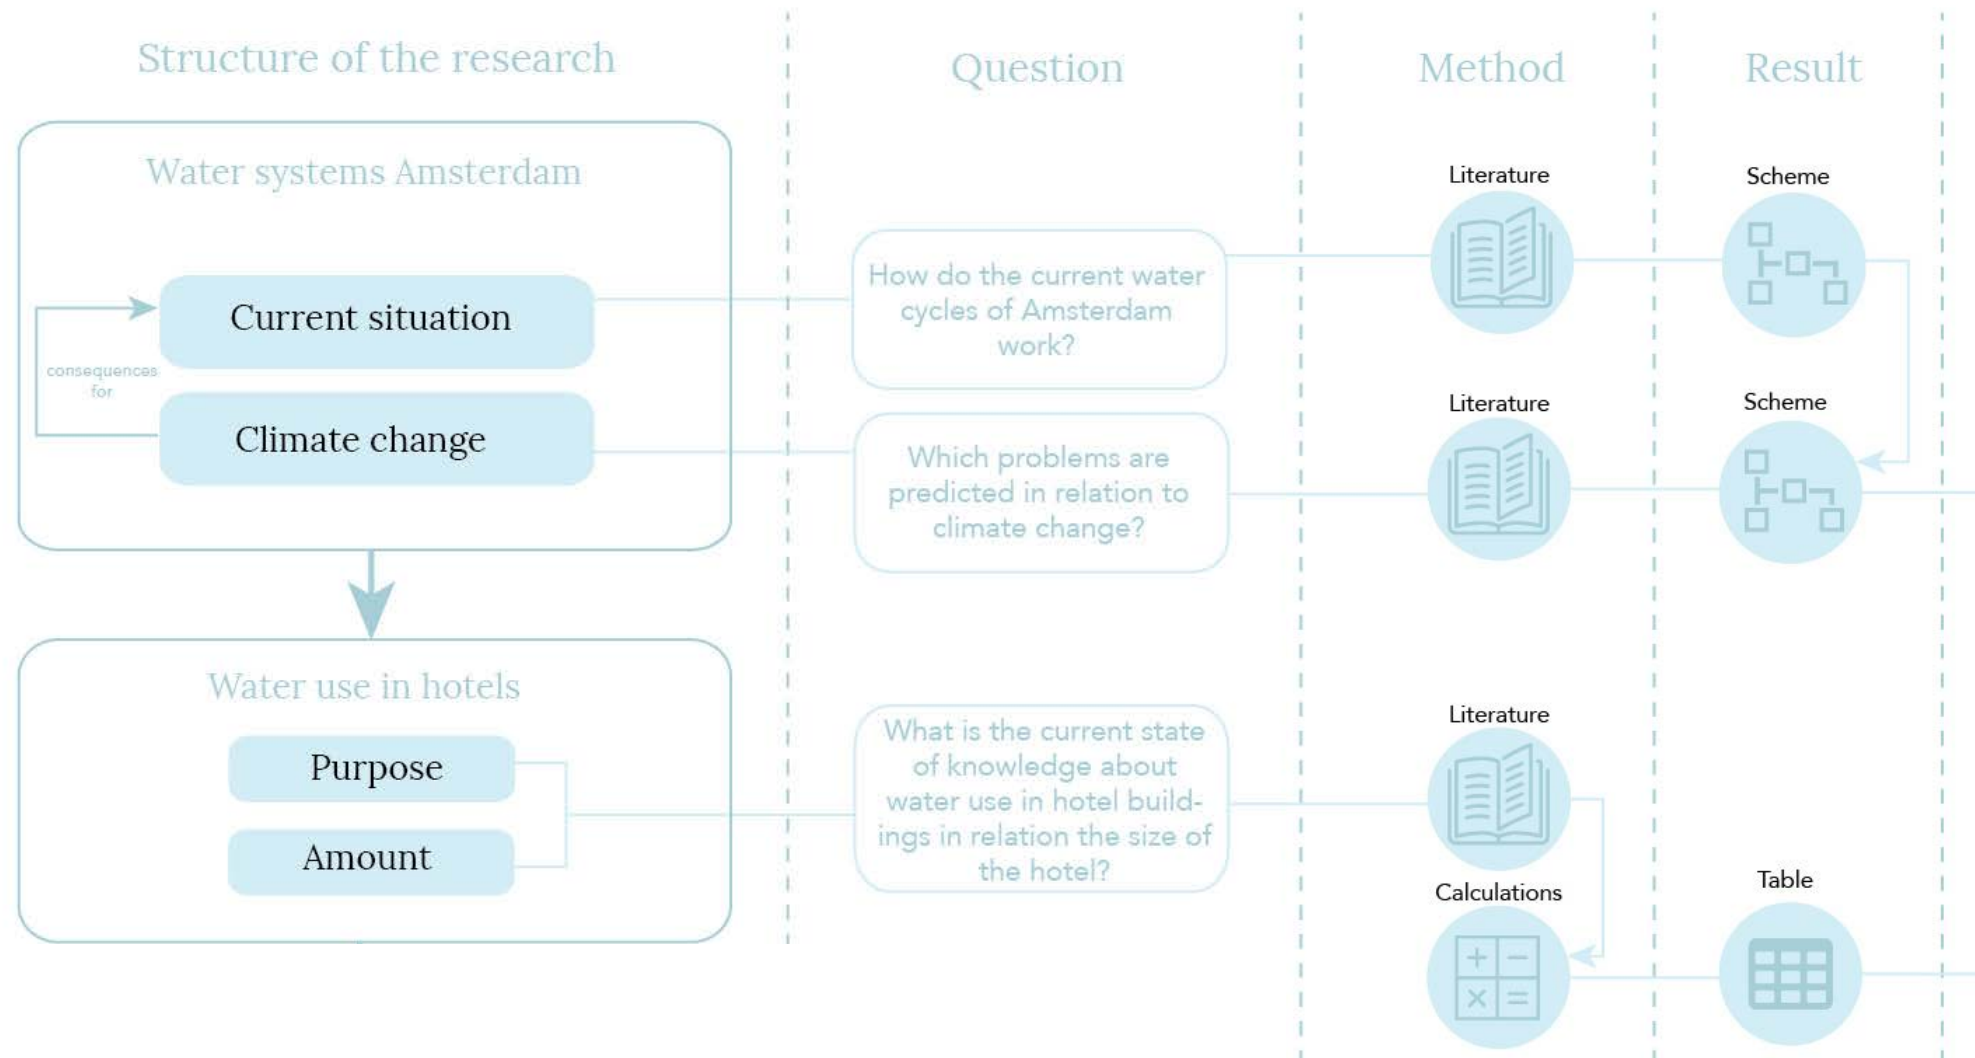 Structure of the research
Question
Method
Result
Water systems Amsterdam
Current situation
consequences
for
Climate change
How do the current water
cycles of Amsterdam
work?
Literature
Scheme
Which problems are
predicted in relation to
climate change?
Literature
Scheme
Water use in hotels
Purpose
Amount
What is the current state
of knowledge about
water use in hotel build-
ings in relation the size of
the hotel?
Literature
Calculations
+ −
× =
Table